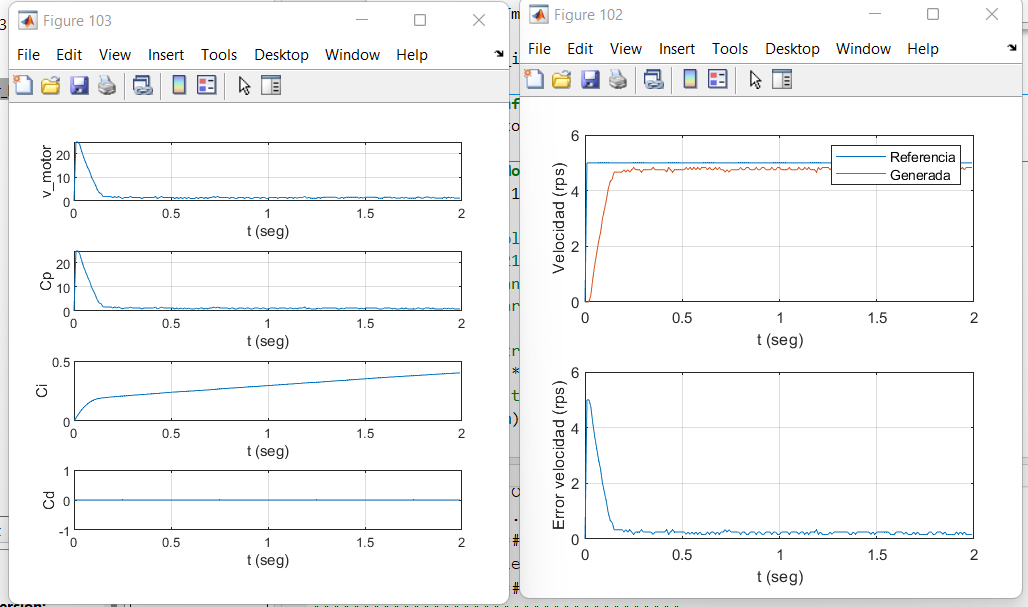 Figure 103
File Edit View Insert Tools Desktop Window Help
v_motor
20
10
0
0 0.5 1 1.5 2
t (seg)
Cp
20
10
0
0 0.5 1 1.5 2
t (seg)
Ci
0.5
0
0 0.5 1 1.5 2
t (seg)
Cd
1
0
-1
0 0.5 1 1.5 2
t (seg)
Figure 102
File Edit View Insert Tools Desktop Window Help
Velocidad (rps)
6
4
2
0
Referencia
Generada
0 0.5 1 1.5 2
t (seg)
Error velocidad (rps)
6
4
2
0
0 0.5 1 1.5 2
t (seg)